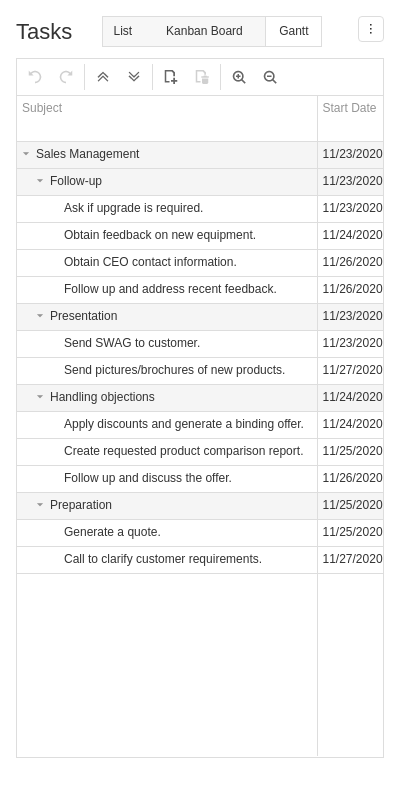 Tasks
List Kanban Board Gantt
Subject Start Date
Sales Management 11/23/2020
Follow-up 11/23/2020
Ask if upgrade is required. 11/23/2020
Obtain feedback on new equipment. 11/24/2020
Obtain CEO contact information. 11/26/2020
Follow up and address recent feedback. 11/26/2020
Presentation 11/23/2020
Send SWAG to customer. 11/23/2020
Send pictures/brochures of new products. 11/27/2020
Handling objections 11/24/2020
Apply discounts and generate a binding offer. 11/24/2020
Create requested product comparison report. 11/25/2020
Follow up and discuss the offer. 11/26/2020
Preparation 11/25/2020
Generate a quote. 11/25/2020
Call to clarify customer requirements. 11/27/2020